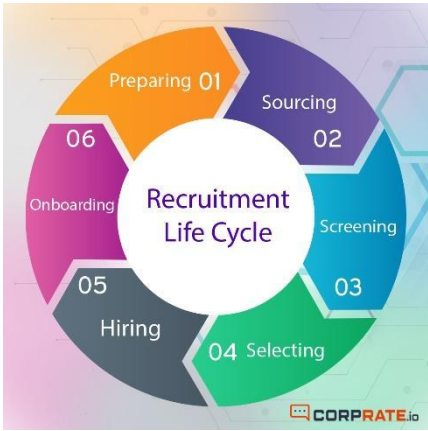 Preparing 01
Sourcing
02
Screening
03
04 Selecting
Hiring
05
Onboarding
06
Recruitment
Life Cycle
CORPRATE.io